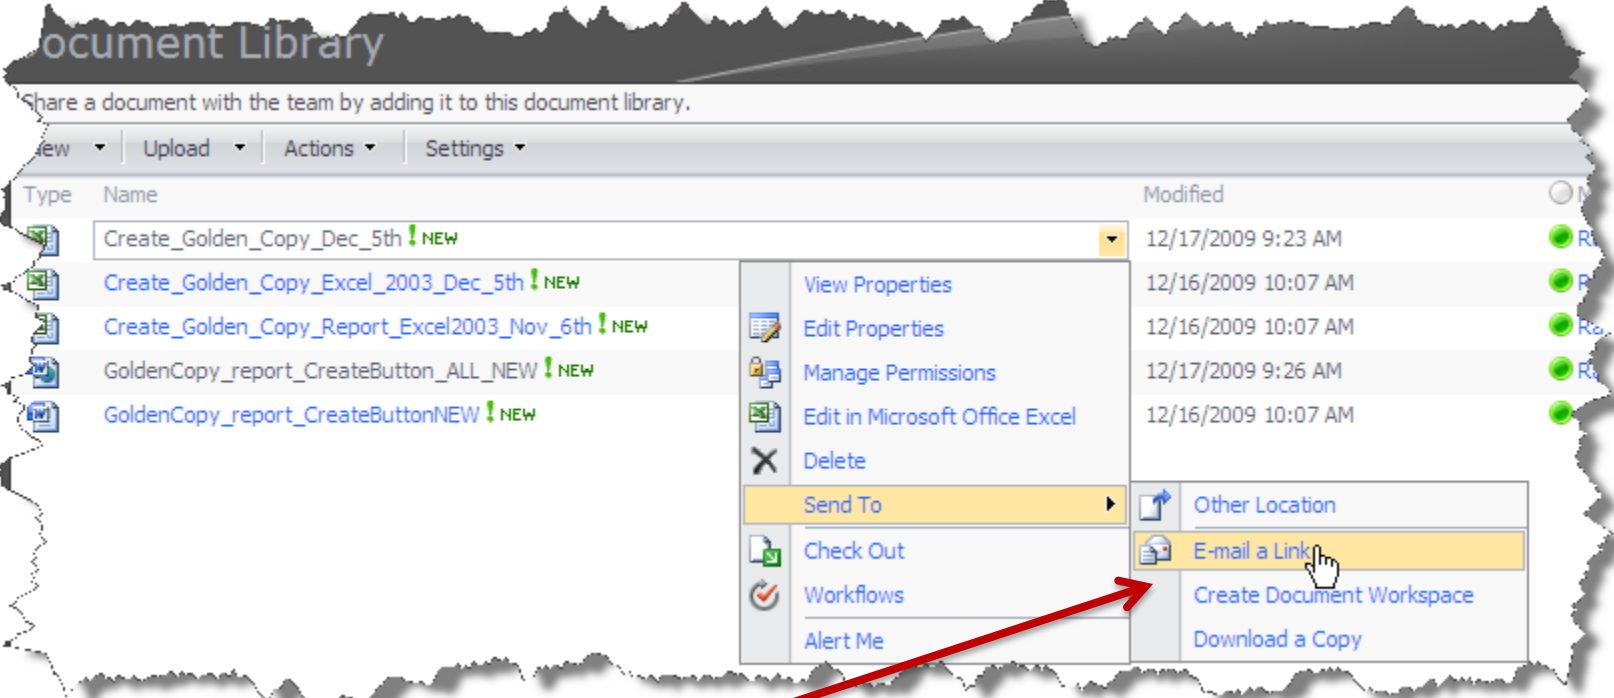 ocument Library
Share a document with the team by adding it to this document library.
ew Upload Actions Settings
Type Name Modified
Create_Golden_Copy_Dec_5th ! NEW 12/17/2009 9:23 AM
Create_Golden_Copy_Excel_2003_Dec_5th ! NEW 12/16/2009 10:07 AM
Create_Golden_Copy_Report_Excel2003_Nov_6th ! NEW 12/16/2009 10:07 AM
GoldenCopy_report_CreateButton_ALL_NEW ! NEW 12/17/2009 9:26 AM
GoldenCopy_report_CreateButtonNEW ! NEW 12/16/2009 10:07 AM
View Properties
Edit Properties
Manage Permissions
Edit in Microsoft Office Excel
Delete
Send To
Check Out
Workflows
Alert Me
Other Location
E-mail a Link
Create Document Workspace
Download a Copy